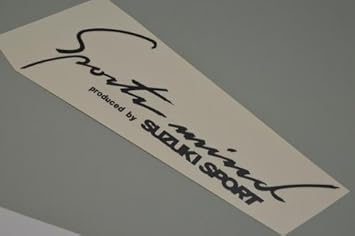 Sports mind
produced by SUZUKI SPORT